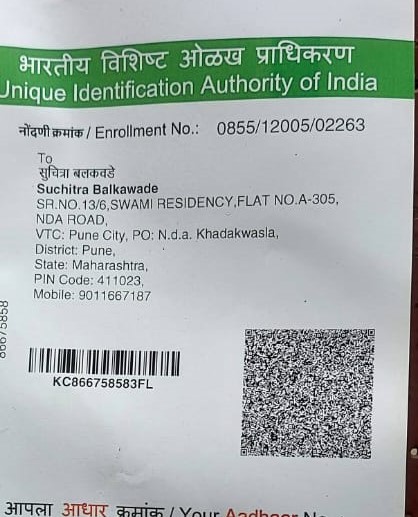 भारतीय विशिष्ट ओळख प्राधिकरण
Unique Identification Authority of India
नोंदणी क्रमांक / Enrollment No.: 0855/12005/02263
To
सुचित्रा बलकवडे
Suchitra Balkawade
SR.NO.13/6,SWAMI RESIDENCY,FLAT NO.A-305,
NDA ROAD,
VTC: Pune City, PO: N.d.a. Khadakwasla,
District: Pune,
State: Maharashtra,
PIN Code: 411023,
Mobile: 9011667187
KC866758583FL
आपला आधार क्रमांक / Your Aadhaar